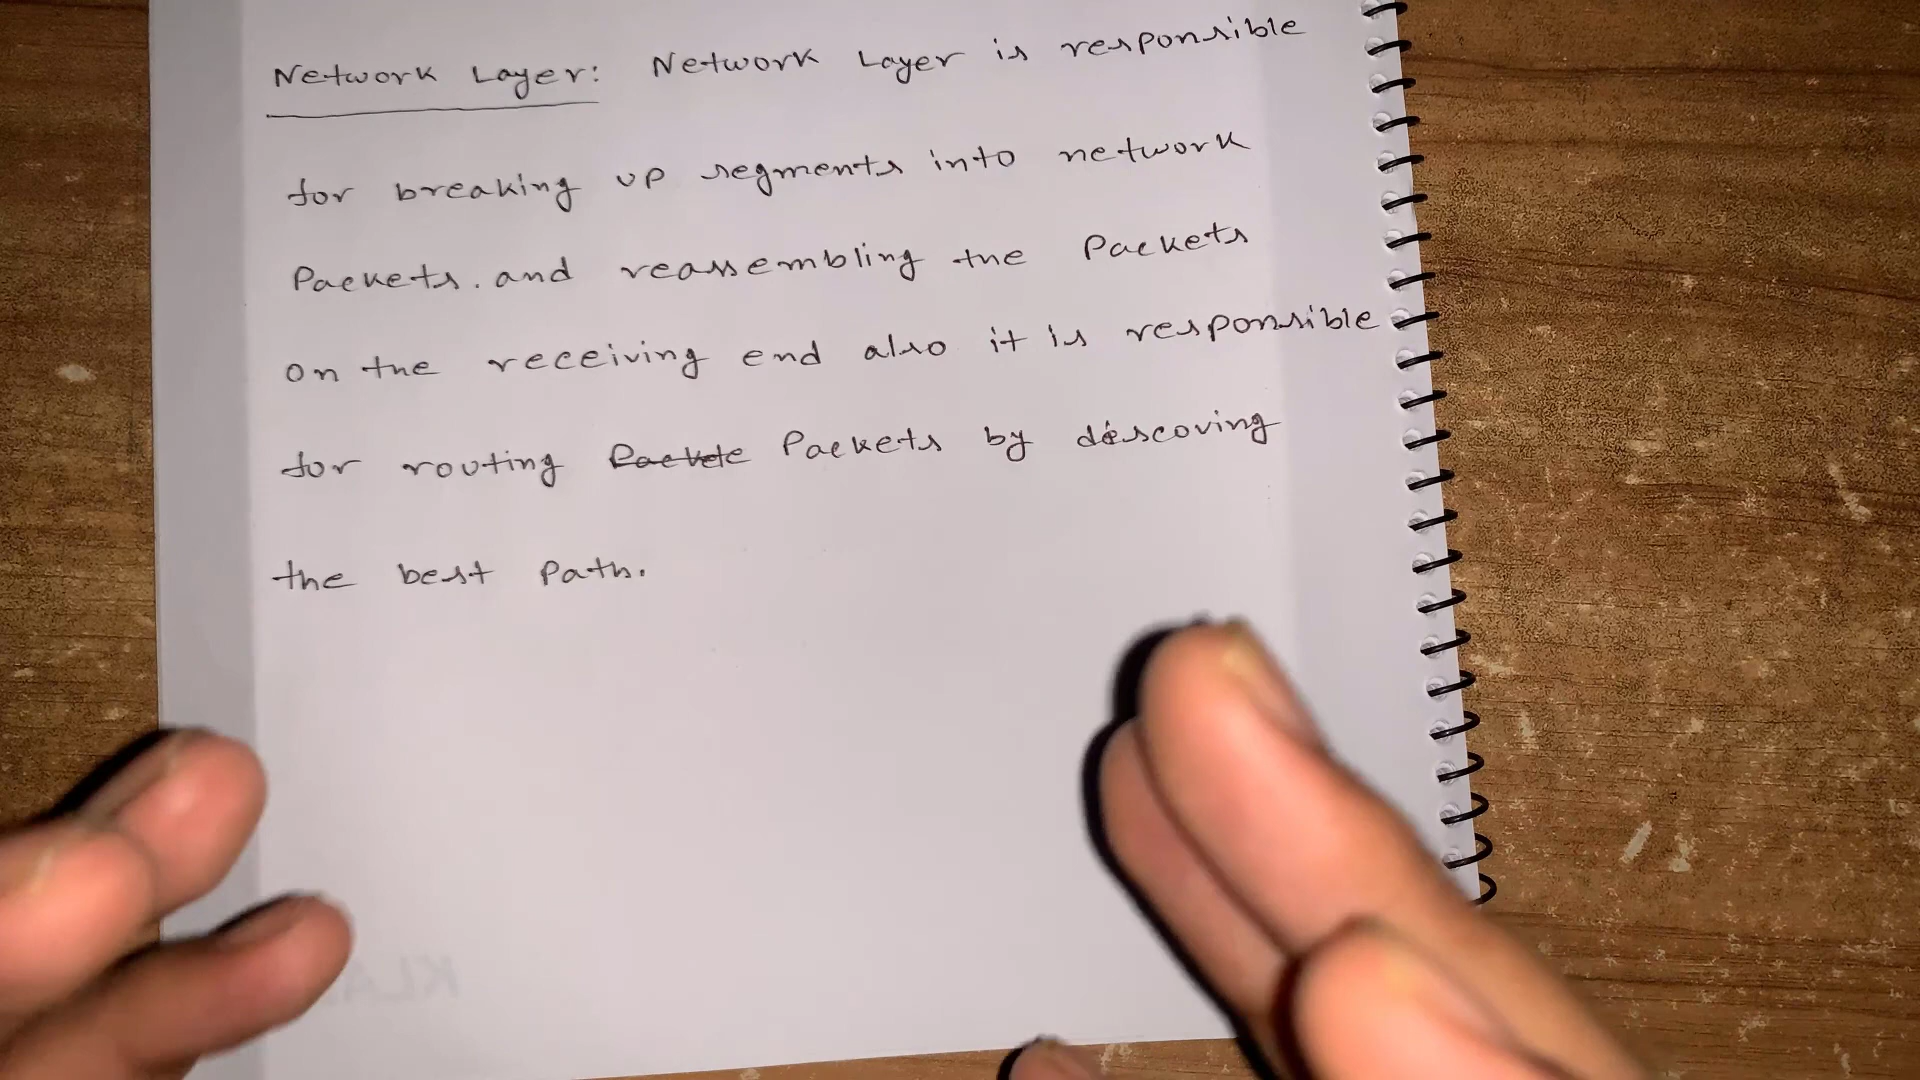 Network Layer: Network Layer is responsible
for breaking up segments into network
Packets. and reassembling the Packets
on the receiving end also it is responsible
for routing Packete Packets by discoving
the best Path.